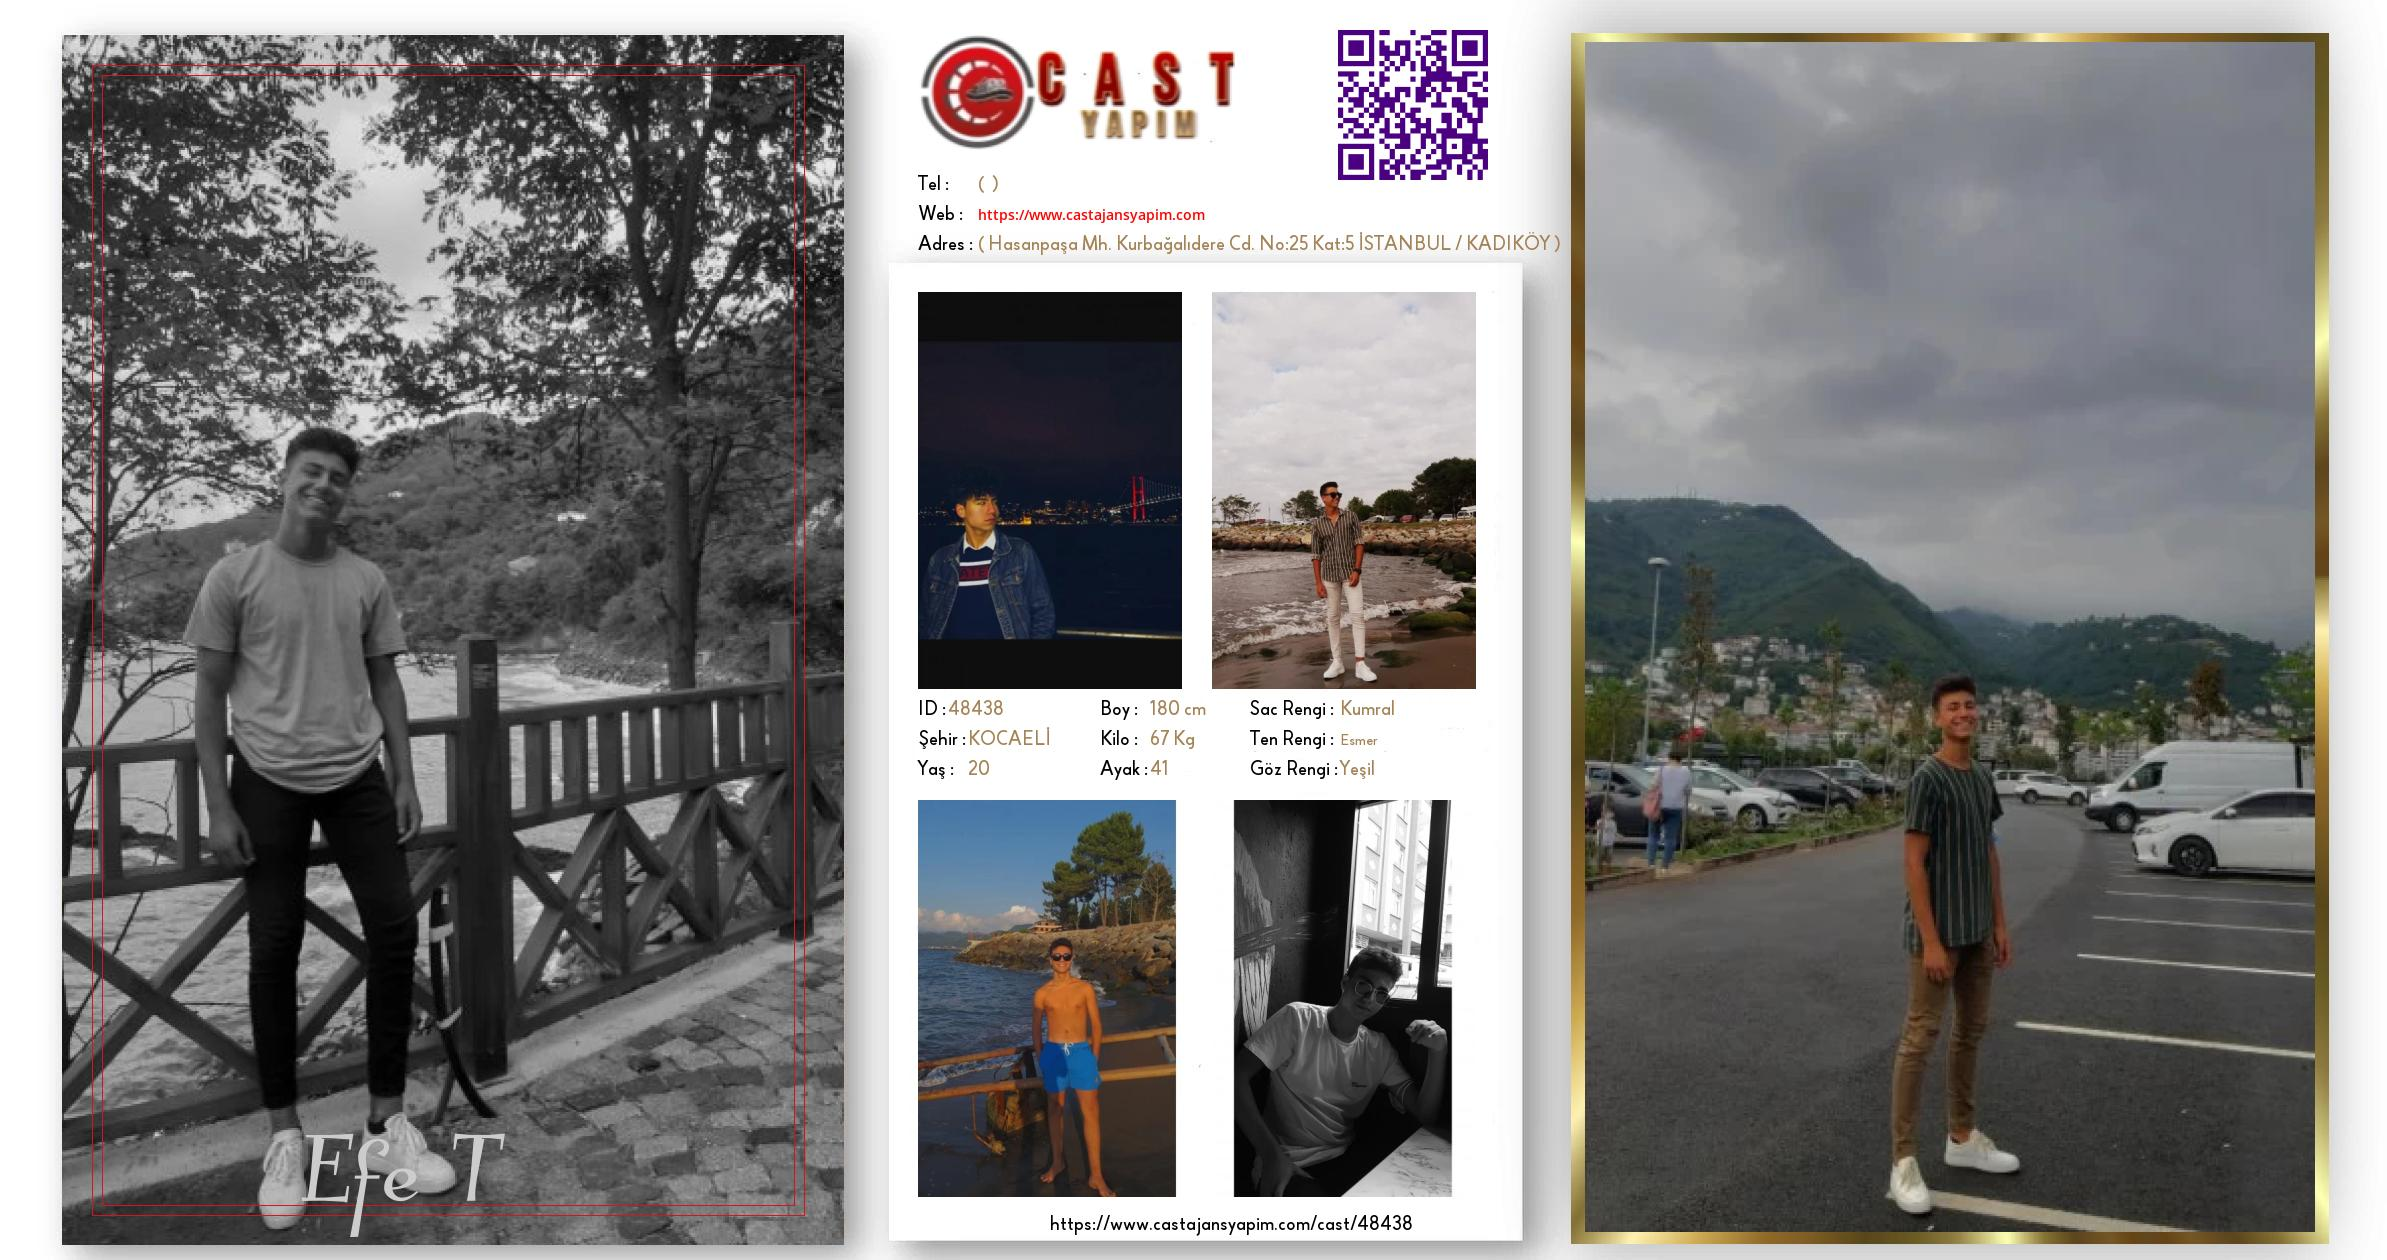 CAST
YAPIM
Tel : ( )
Web : https://www.castajansyapim.com
Adres : ( Hasanpaşa Mh. Kurbağalıdere Cd. No:25 Kat:5 İSTANBUL / KADIKÖY )
ID : 48438 Boy : 180 cm Sac Rengi : Kumral
Şehir : KOCAELİ Kilo : 67 Kg Ten Rengi : Esmer
Yaş : 20 Ayak : 41 Göz Rengi : Yeşil
Efe T
https://www.castajansyapim.com/cast/48438